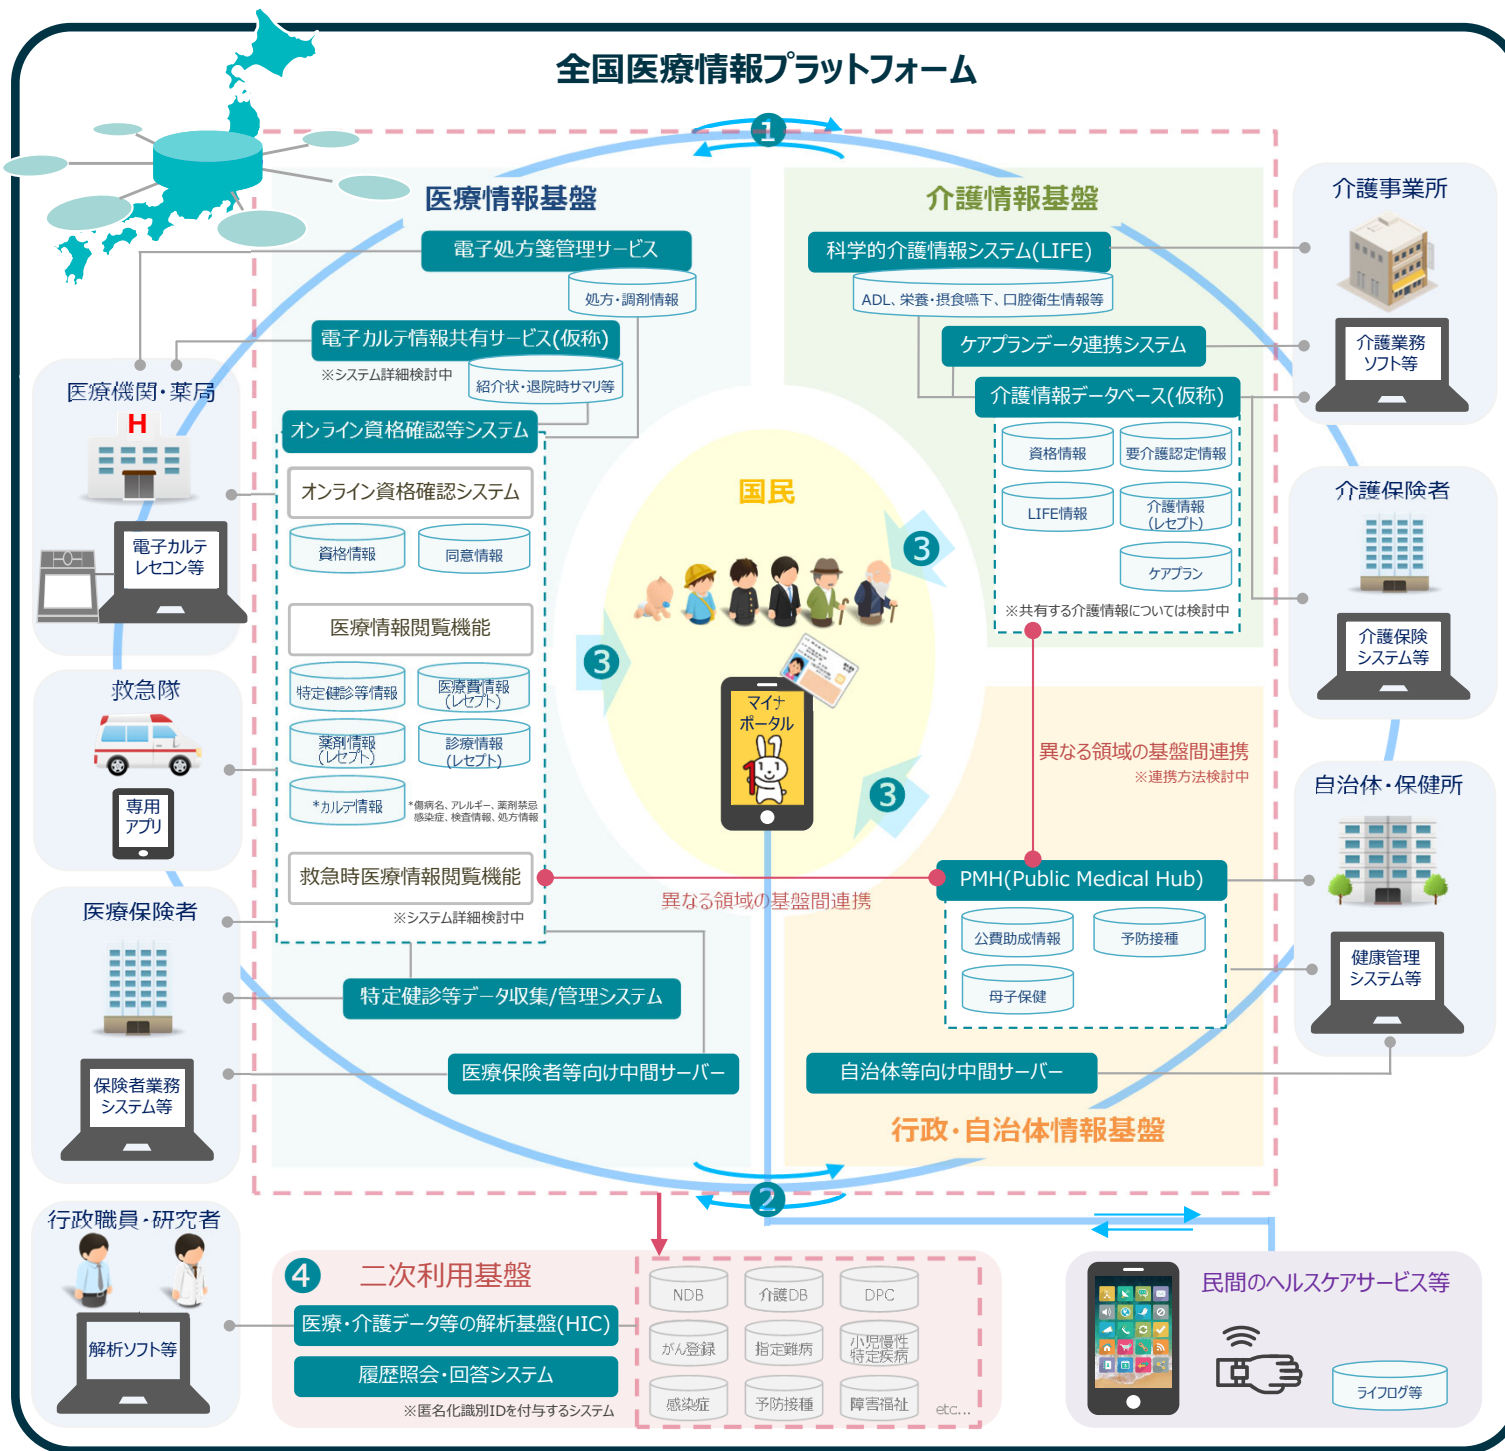 全国医療情報プラットフォーム
1
医療情報基盤
電子処方箋管理サービス
処方・調剤情報
電子カルテ情報共有サービス(仮称)
※システム詳細検討中
紹介状・退院時サマリ等
オンライン資格確認等システム
オンライン資格確認システム
資格情報
同意情報
医療情報閲覧機能
特定健診等情報
医療費情報
(レセプト)
薬剤情報
(レセプト)
診療情報
(レセプト)
*カルテ情報
*傷病名、アレルギー、薬剤禁忌
感染症、検査情報、処方情報
救急時医療情報閲覧機能
※システム詳細検討中
特定健診等データ収集/管理システム
医療保険者等向け中間サーバー
介護情報基盤
科学的介護情報システム(LIFE)
ADL、栄養・摂食嚥下、口腔衛生情報等
ケアプランデータ連携システム
介護情報データベース(仮称)
資格情報
要介護認定情報
LIFE情報
介護情報
(レセプト)
ケアプラン
※共有する介護情報については検討中
国民
3
3
3
マイナ
ポータル
1
異なる領域の基盤間連携
※連携方法検討中
異なる領域の基盤間連携
PMH(Public Medical Hub)
公費助成情報
予防接種
母子保健
自治体等向け中間サーバー
行政・自治体情報基盤
医療機関・薬局
H
電子カルテ
レセコン等
救急隊
専用
アプリ
医療保険者
保険者業務
システム等
行政職員・研究者
解析ソフト等
介護事業所
介護業務
ソフト等
介護保険者
介護保険
システム等
自治体・保健所
健康管理
システム等
2
4
二次利用基盤
医療・介護データ等の解析基盤(HIC)
履歴照会・回答システム
※匿名化識別IDを付与するシステム
NDB
介護DB
DPC
がん登録
指定難病
小児慢性
特定疾病
感染症
予防接種
障害福祉
etc...
民間のヘルスケアサービス等
ライフログ等